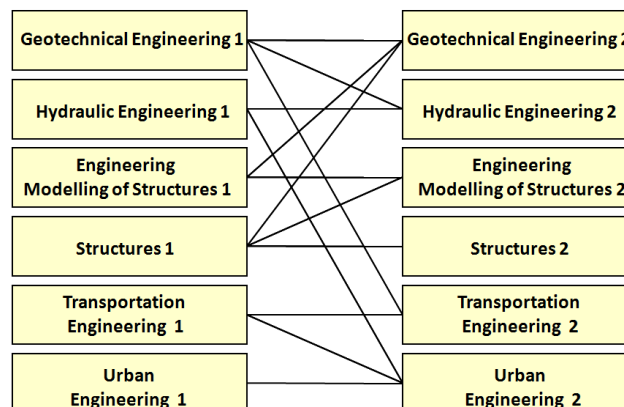 Geotechnical Engineering 1
Geotechnical Engineering 2
Hydraulic Engineering 1
Hydraulic Engineering 2
Engineering
Modelling of Structures 1
Engineering
Modelling of Structures 2
Structures 1
Structures 2
Transportation
Engineering 1
Transportation
Engineering 2
Urban
Engineering 1
Urban
Engineering 2